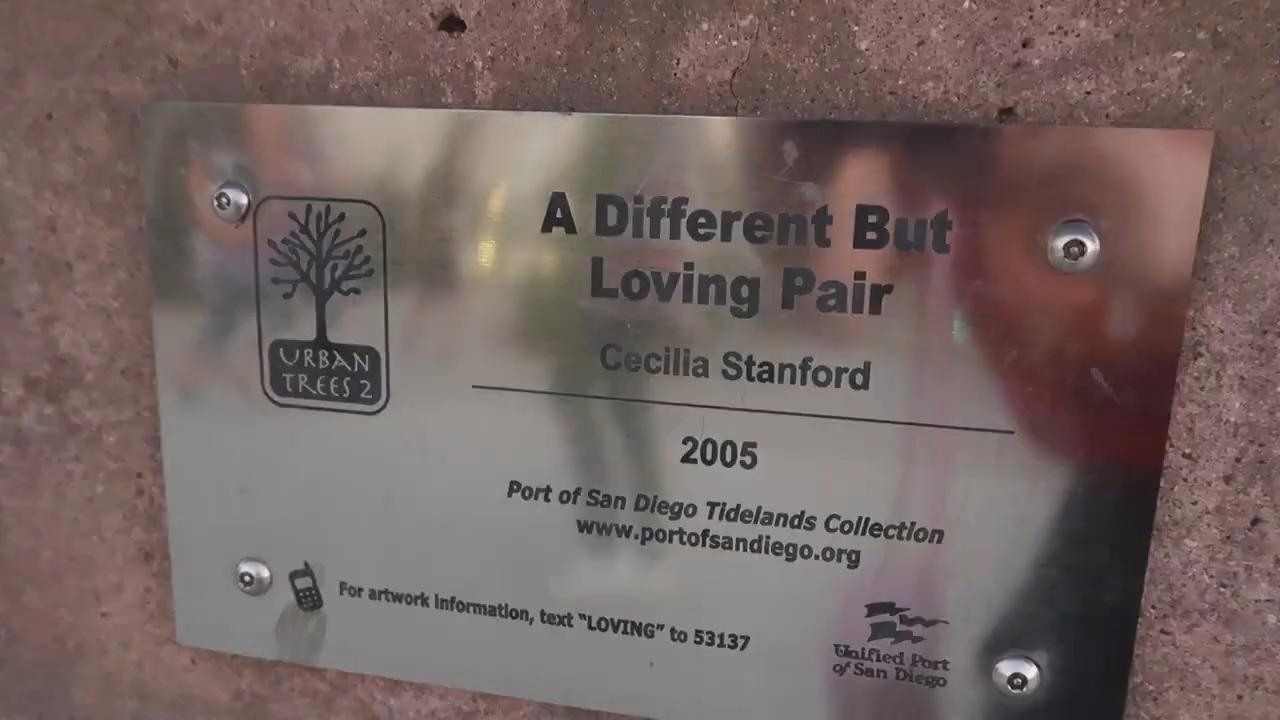 A Different But
Loving Pair
Cecilia Stanford
2005
Port of San Diego Tidelands Collection
www.portofsandiego.org
For artwork information, text “LOVING” to 53137
URBAN
TREES 2
Unified Port
of San Diego